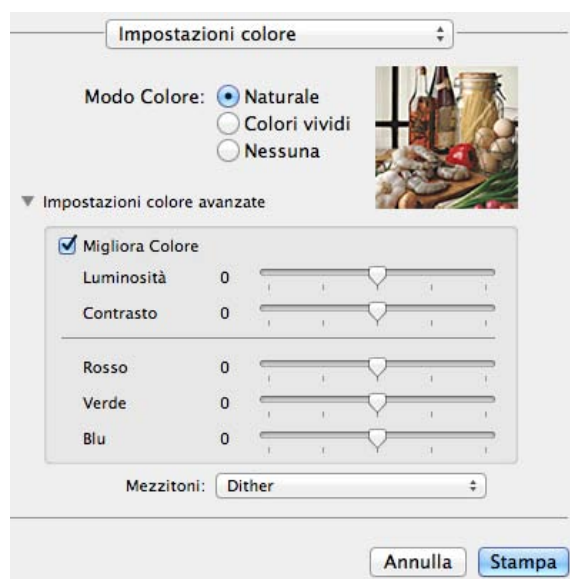 Impostazioni colore
Modo Colore: Naturale
Colori vividi
Nessuna
Impostazioni colore avanzate
Migliora Colore
Luminosità 0
Contrasto 0
Rosso 0
Verde 0
Blu 0
Mezzitoni: Dither
Annulla Stampa